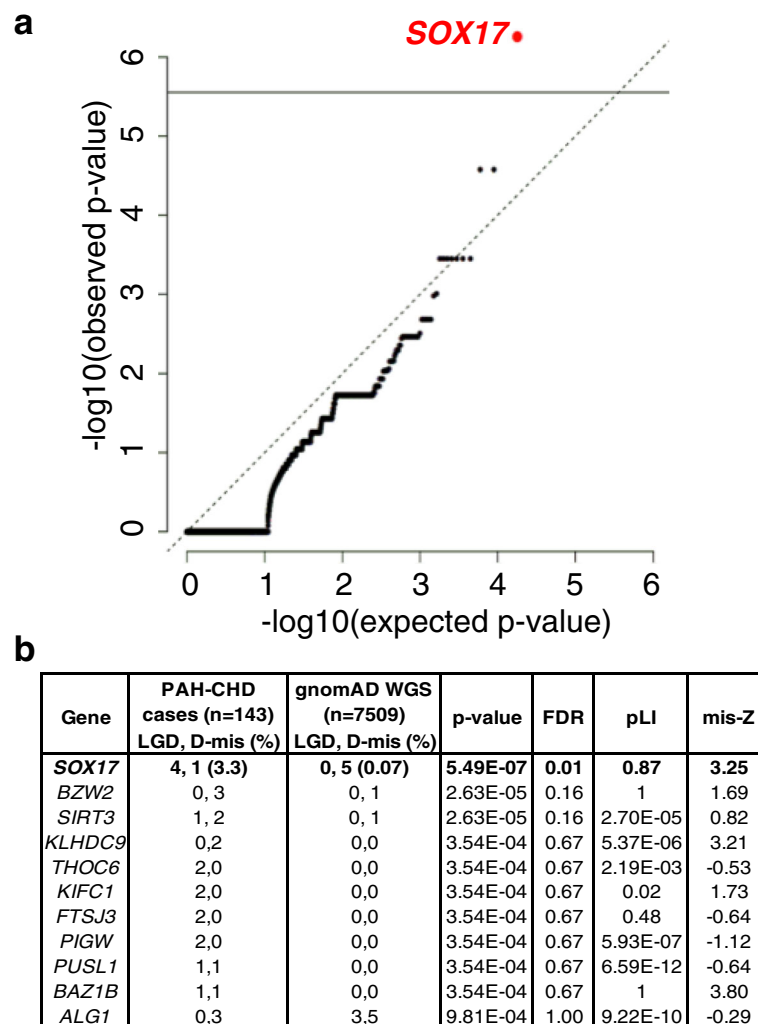 a
SOX17
-log10(observed p-value)
6
5
4
3
2
1
0
0 1 2 3 4 5 6
-log10(expected p-value)
b
Gene PAH-CHD cases (n=143) LGD, D-mis (%) gnomAD WGS (n=7509) LGD, D-mis (%) p-value FDR pLI mis-Z
SOX17 4, 1 (3.3) 0, 5 (0.07) 5.49E-07 0.01 0.87 3.25
BZW2 0, 3 0, 1 2.63E-05 0.16 1 1.69
SIRT3 1, 2 0, 1 2.63E-05 0.16 2.70E-05 0.82
KLHDC9 0,2 0,0 3.54E-04 0.67 5.37E-06 3.21
THOC6 2,0 0,0 3.54E-04 0.67 2.19E-03 -0.53
KIFC1 2,0 0,0 3.54E-04 0.67 0.02 1.73
FTSJ3 2,0 0,0 3.54E-04 0.67 0.48 -0.64
PIGW 2,0 0,0 3.54E-04 0.67 5.93E-07 -1.12
PUSL1 1,1 0,0 3.54E-04 0.67 6.59E-12 -0.64
BAZ1B 1,1 0,0 3.54E-04 0.67 1 3.80
ALG1 0,3 3,5 9.81E-04 1.00 9.22E-10 -0.29